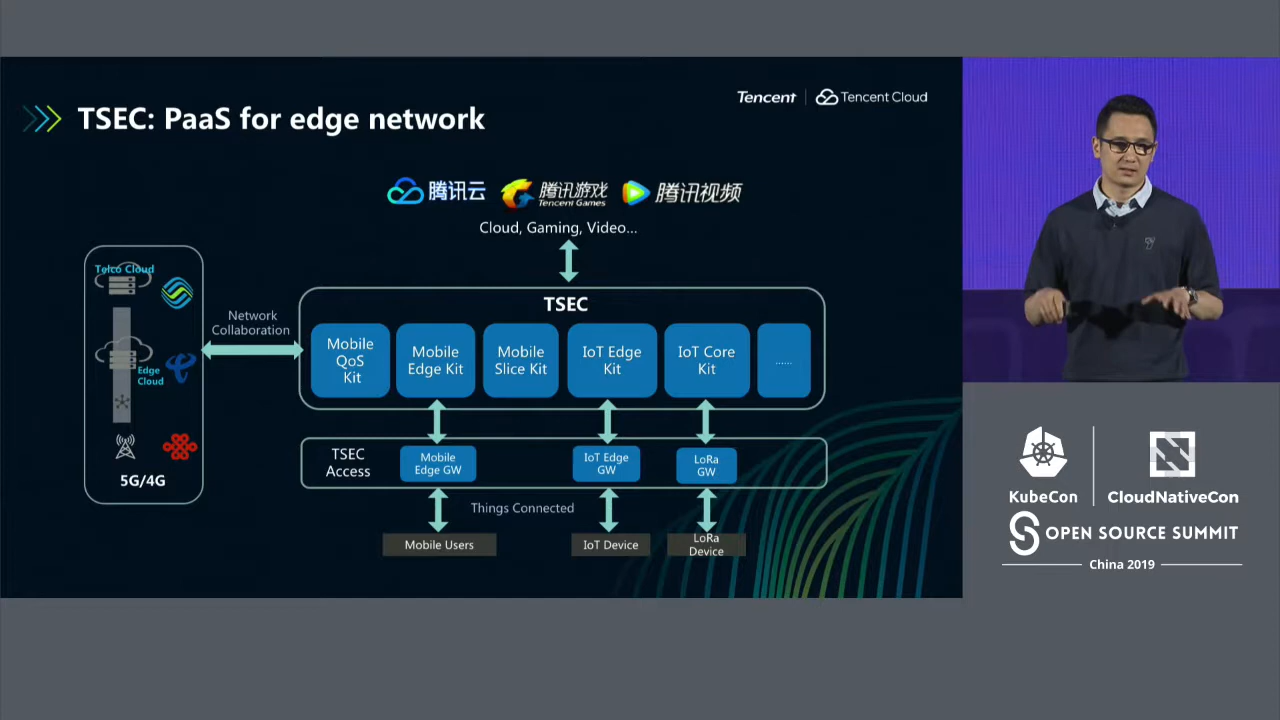 TSEC: PaaS for edge network
Tencent
Tencent Cloud
腾讯云
腾讯游戏
Tencent Games
腾讯视频
Cloud, Gaming, Video...
Telco Cloud
Edge
Cloud
5G/4G
Network
Collaboration
TSEC
Mobile
QoS
Kit
Mobile
Edge Kit
Mobile
Slice Kit
IoT Edge
Kit
IoT Core
Kit
......
TSEC
Access
Mobile
Edge GW
IoT Edge
GW
LoRa
GW
Things Connected
Mobile Users
IoT Device
LoRa
Device
KubeCon
CloudNativeCon
OPEN SOURCE SUMMIT
China 2019